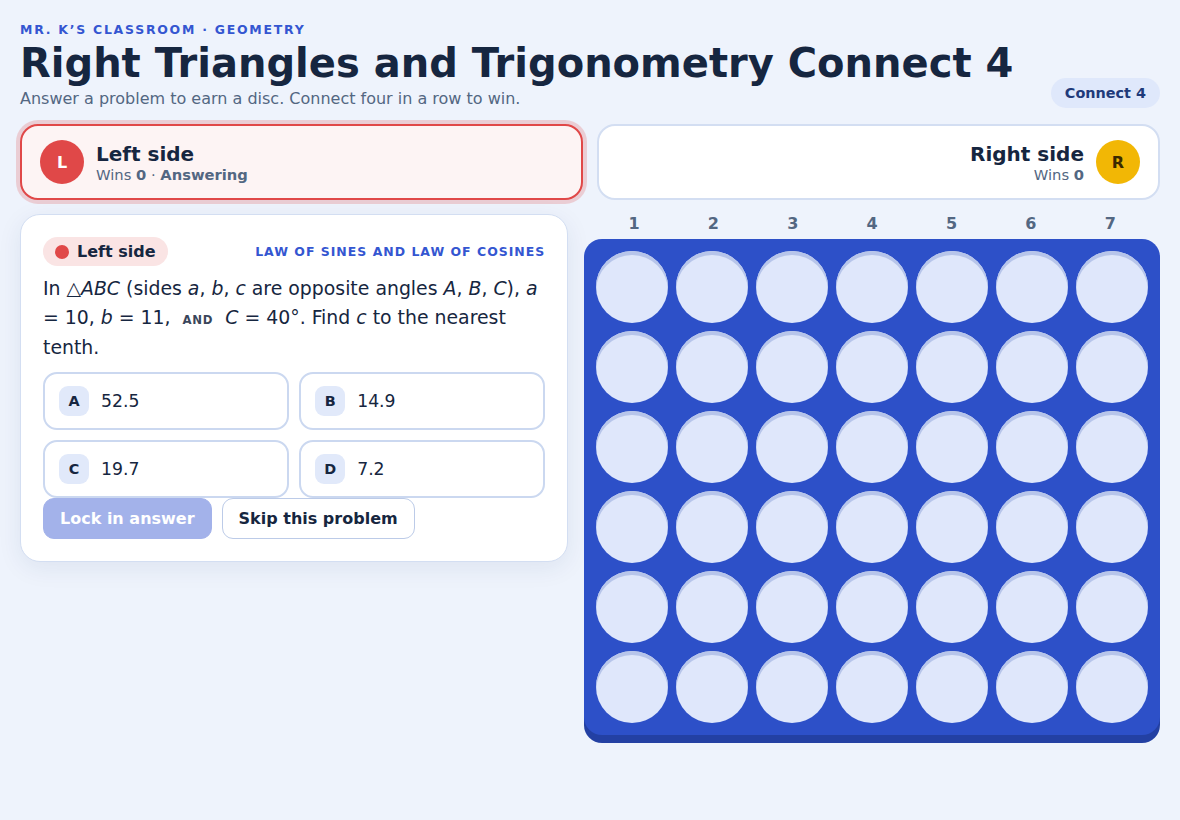 MR. K’S CLASSROOM · GEOMETRY
Right Triangles and Trigonometry Connect 4
Answer a problem to earn a disc. Connect four in a row to win.
Connect 4
L
Left side
Wins 0 · Answering
Right side
Wins 0
R
Left side
LAW OF SINES AND LAW OF COSINES
In △ABC (sides a, b, c are opposite angles A, B, C), a
= 10, b = 11, AND C = 40°. Find c to the nearest
tenth.
A 52.5
B 14.9
C 19.7
D 7.2
Lock in answer
Skip this problem
1 2 3 4 5 6 7